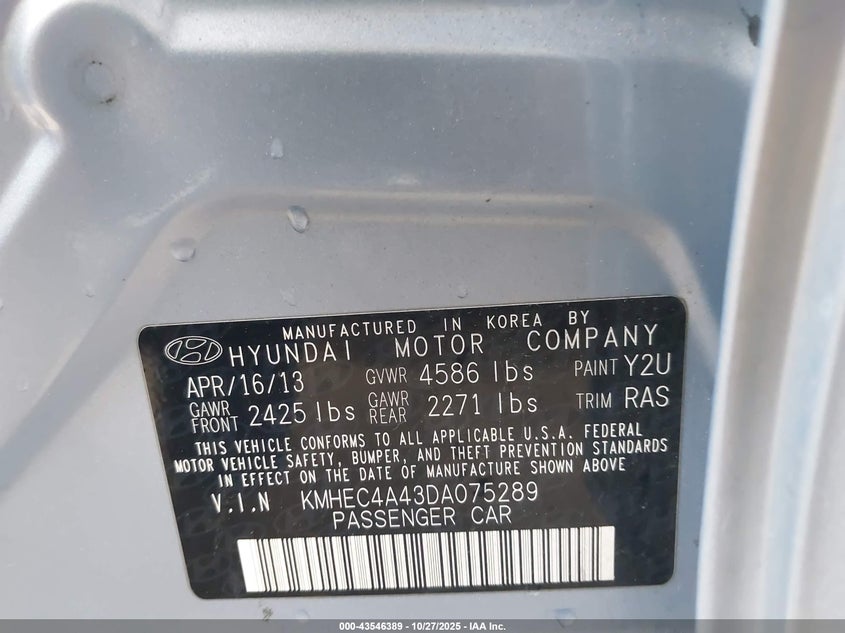 MANUFACTURED IN KOREA BY
HYUNDAI MOTOR COMPANY
APR/16/13 GVWR 4586 lbs PAINT Y2U
GAWR FRONT 2425 lbs GAWR REAR 2271 lbs TRIM RAS
THIS VEHICLE CONFORMS TO ALL APPLICABLE U.S.A. FEDERAL
MOTOR VEHICLE SAFETY, BUMPER, AND THEFT PREVENTION STANDARDS
IN EFFECT ON THE DATE OF MANUFACTURE SHOWN ABOVE
V.I.N KMHEC4A43DA075289
PASSENGER CAR
000-43546389 - 10/27/2025 - IAA Inc.